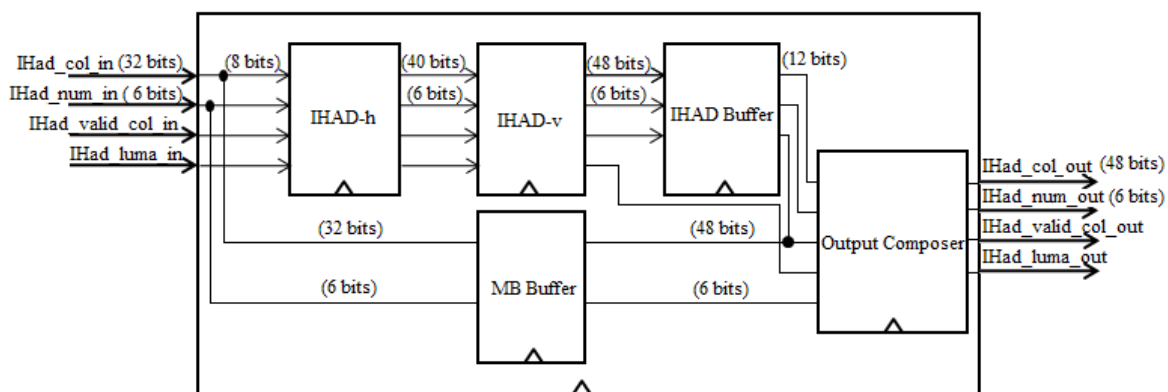 IHad_col_in (32 bits)
(8 bits)
(40 bits)
(48 bits)
(12 bits)
IHad_num_in ( 6 bits)
(6 bits)
(6 bits)
IHAD-h
IHAD-v
IHAD Buffer
IHad_valid_col_in
IHad_luma_in
IHad_col_out (48 bits)
IHad_num_out (6 bits)
IHad_valid_col_out
IHad_luma_out
(32 bits)
(48 bits)
Output Composer
(6 bits)
MB Buffer
(6 bits)